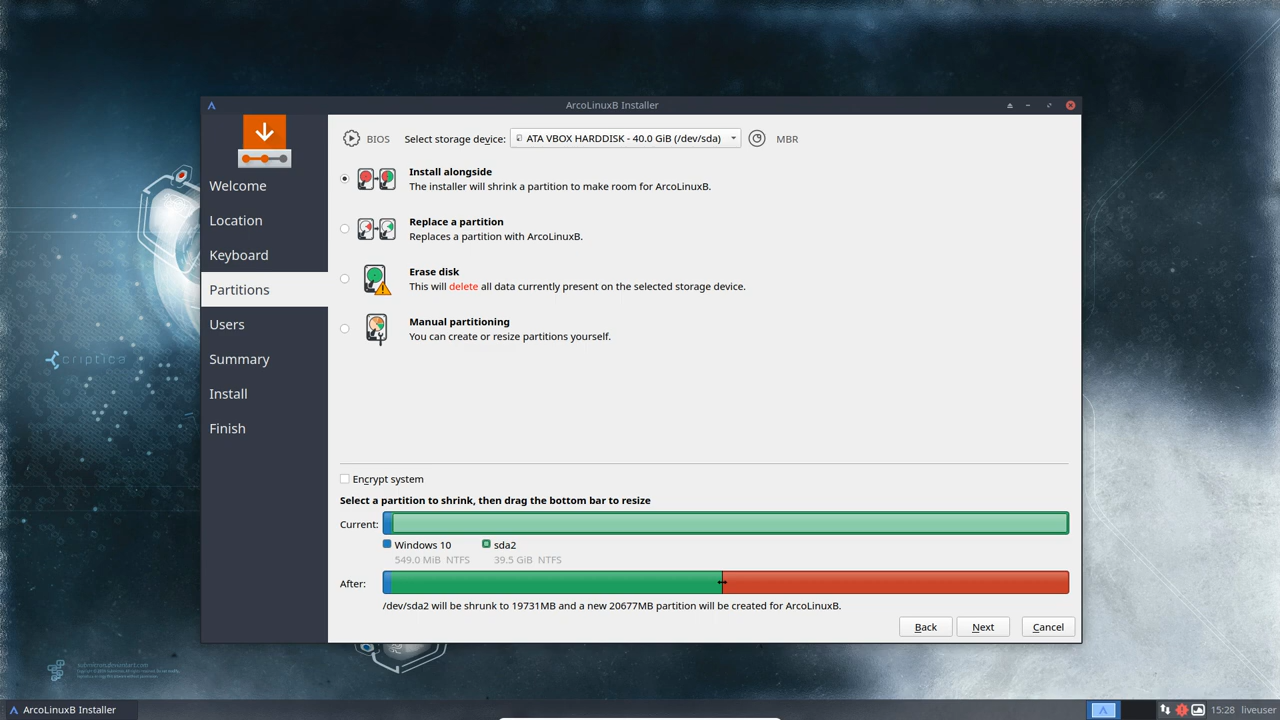 ArcoLinuxB Installer
BIOS
Select storage device:
ATA VBOX HARDDISK - 40.0 GiB (/dev/sda)
MBR
Welcome
Location
Keyboard
Partitions
Users
Summary
Install
Finish
Install alongside
The installer will shrink a partition to make room for ArcoLinuxB.
Replace a partition
Replaces a partition with ArcoLinuxB.
Erase disk
This will delete all data currently present on the selected storage device.
Manual partitioning
You can create or resize partitions yourself.
Encrypt system
Select a partition to shrink, then drag the bottom bar to resize
Current:
Windows 10
549.0 MiB NTFS
sda2
39.5 GiB NTFS
After:
/dev/sda2 will be shrunk to 19731MB and a new 20677MB partition will be created for ArcoLinuxB.
Back
Next
Cancel
criptica
ArcoLinuxB Installer
15:28
liveuser